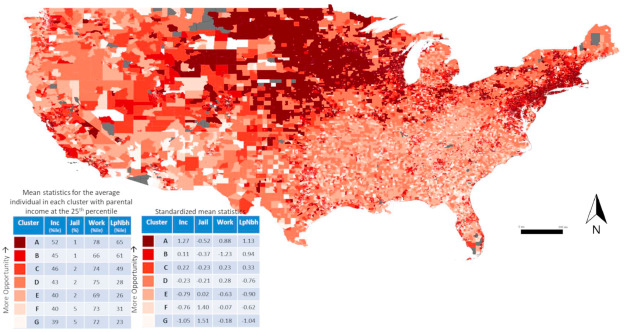 Mean statistics for the average
individual in each cluster with parental
income at the 25th percentile
Cluster Inc (%ile) Jail (%) Work (%ile) LpNbh (%ile)
A 52 1 78 65
B 45 1 66 61
C 46 2 74 49
D 43 2 75 28
E 40 2 69 26
F 40 5 73 31
G 39 5 72 23
More Opportunity →
Standardized mean statistics
Cluster Inc Jail Work LpNbh
A 1.27 -0.52 0.88 1.11
B 0.11 -0.37 -1.23 0.94
C 0.22 -0.23 0.23 0.33
D -0.23 -0.21 0.28 -0.76
E -0.79 0.02 -0.63 -0.90
F -0.76 1.40 -0.07 -0.62
G -1.05 1.51 -0.18 -1.04
More Opportunity →
N